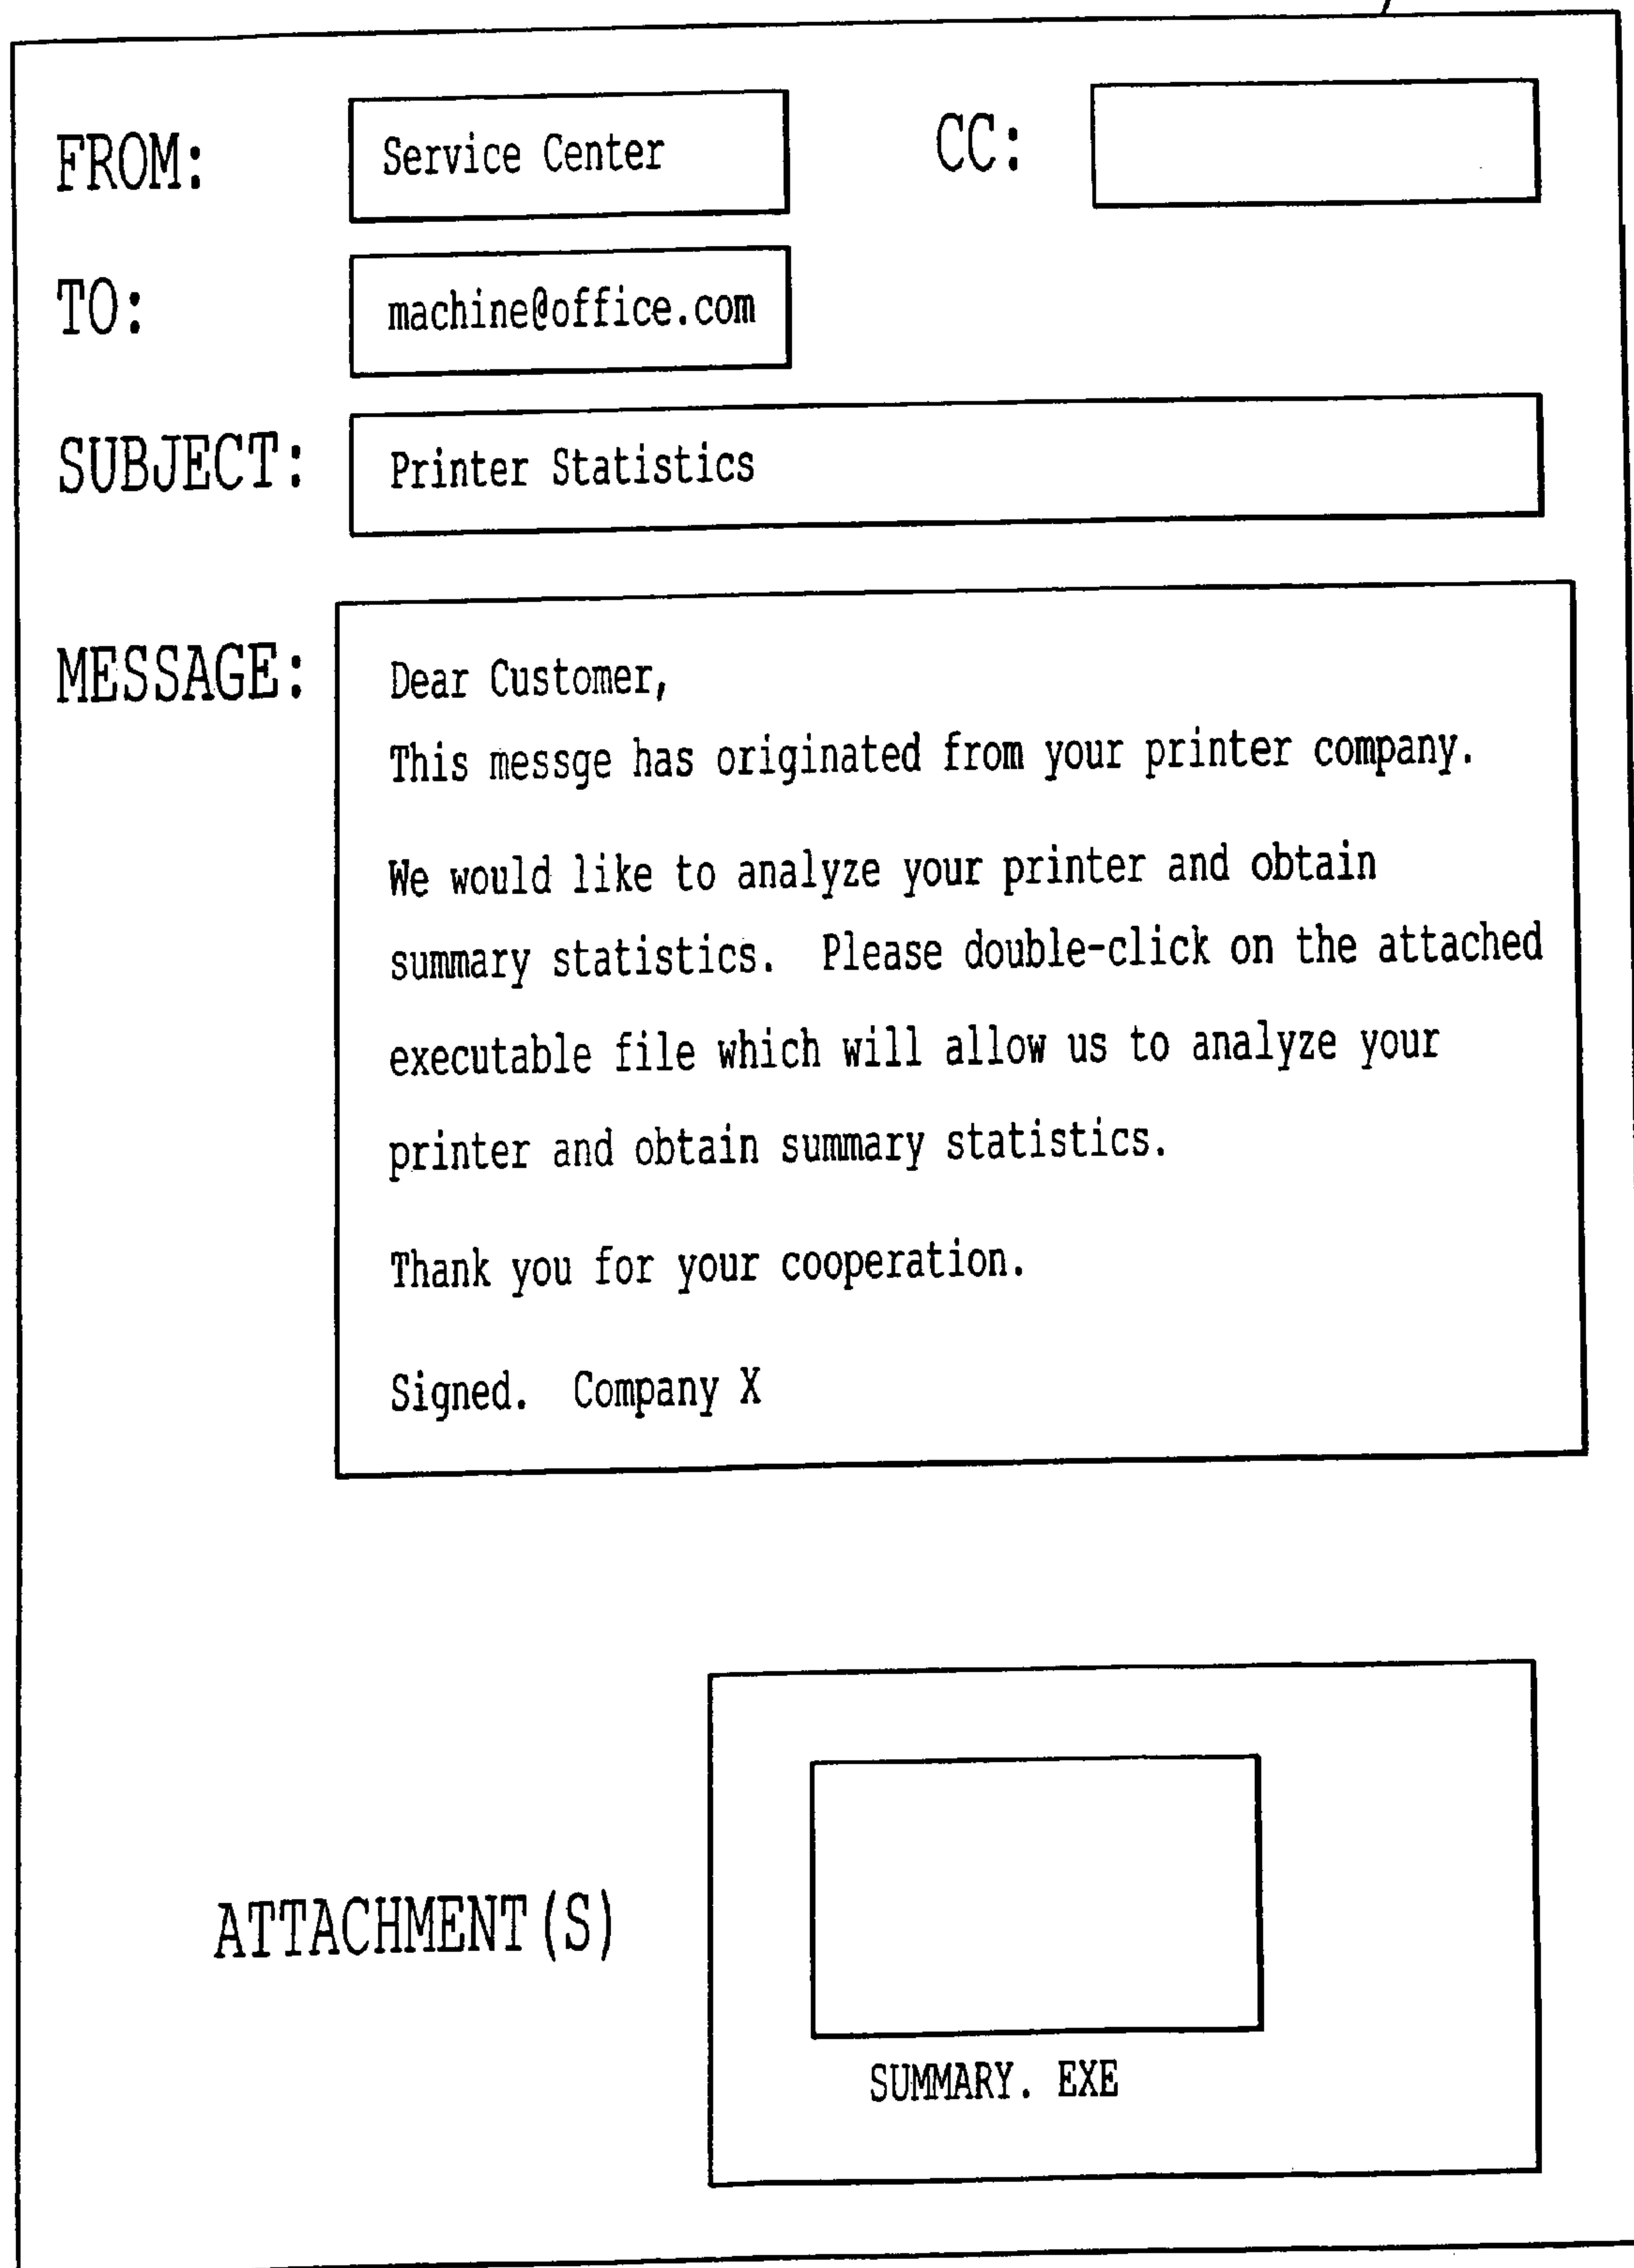 FROM: Service Center CC:
TO: machine@office.com
SUBJECT: Printer Statistics
MESSAGE: Dear Customer,
This messge has originated from your printer company.
We would like to analyze your printer and obtain
summary statistics.  Please double-click on the attached
executable file which will allow us to analyze your
printer and obtain summary statistics.
Thank you for your cooperation.
Signed.  Company X
ATTACHMENT(S)
SUMMARY. EXE